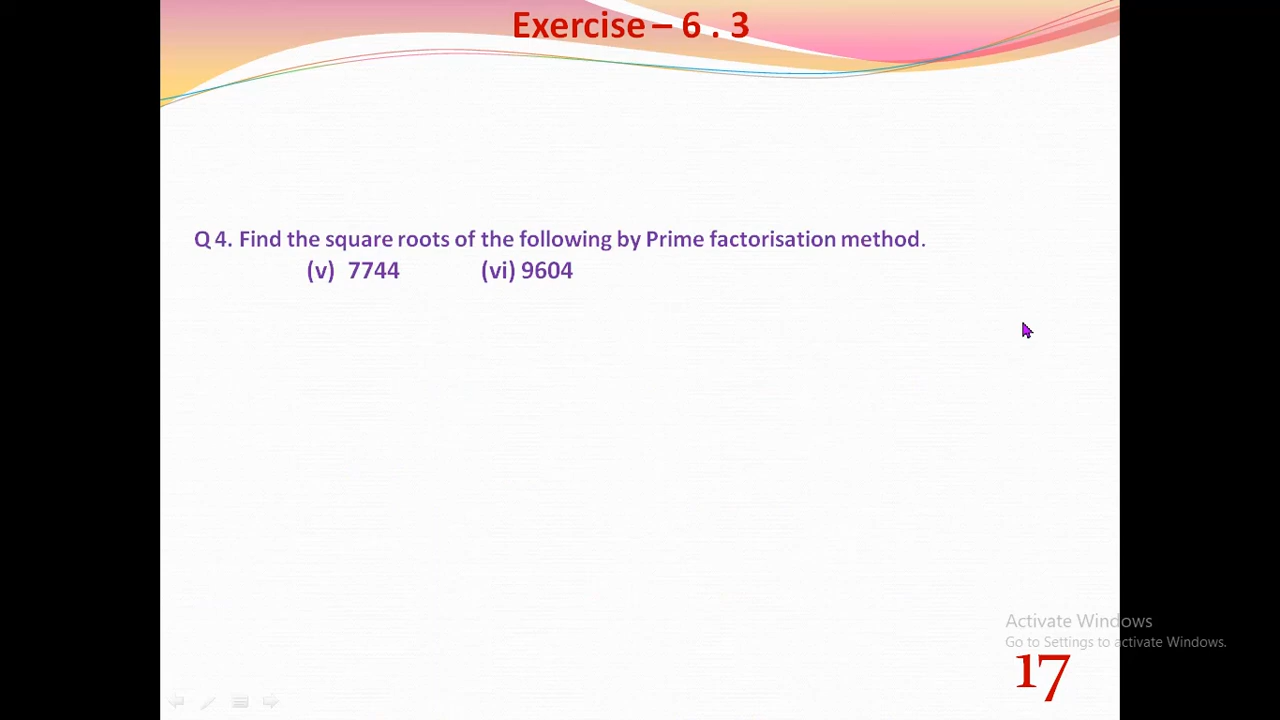 Exercise – 6 . 3
Q 4. Find the square roots of the following by Prime factorisation method.
(v) 7744 (vi) 9604
Activate Windows
Go to Settings to activate Windows.
17